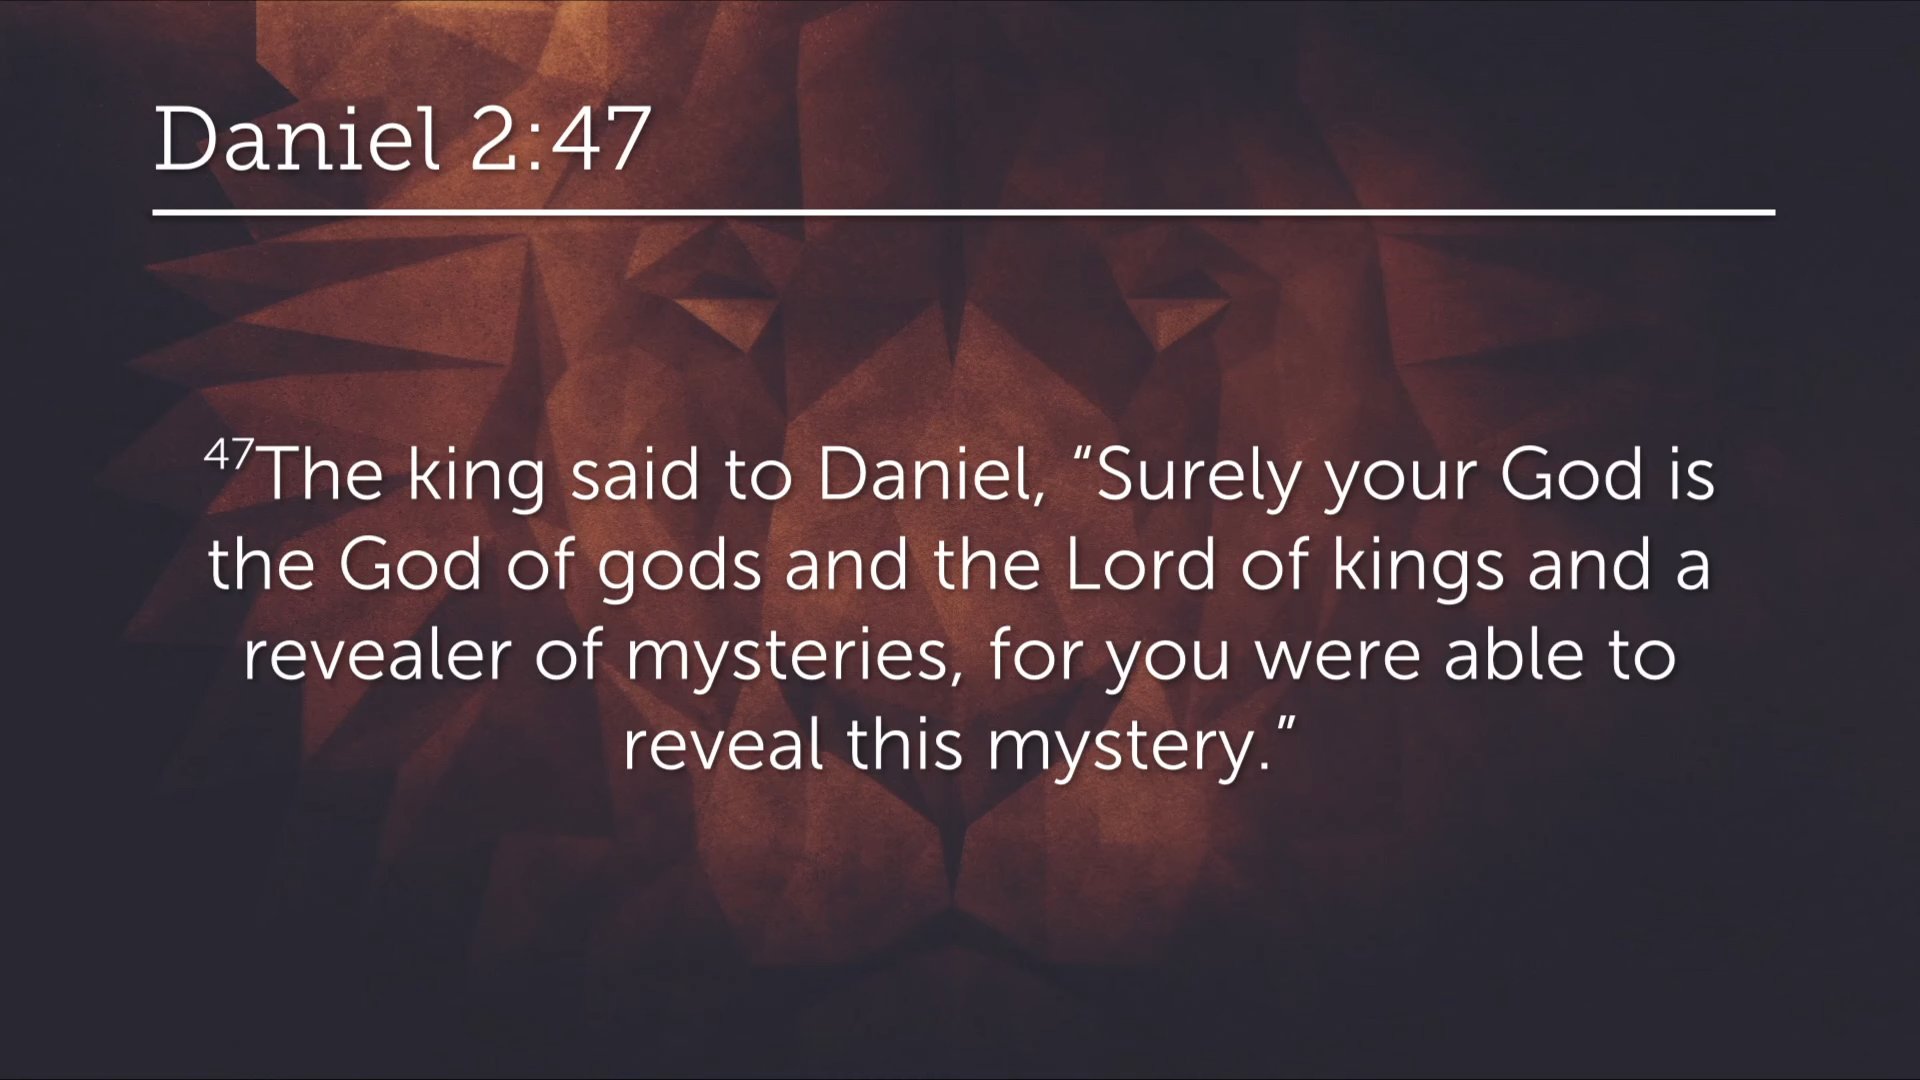 Daniel 2:47
47The king said to Daniel, “Surely your God is
the God of gods and the Lord of kings and a
revealer of mysteries, for you were able to
reveal this mystery.”